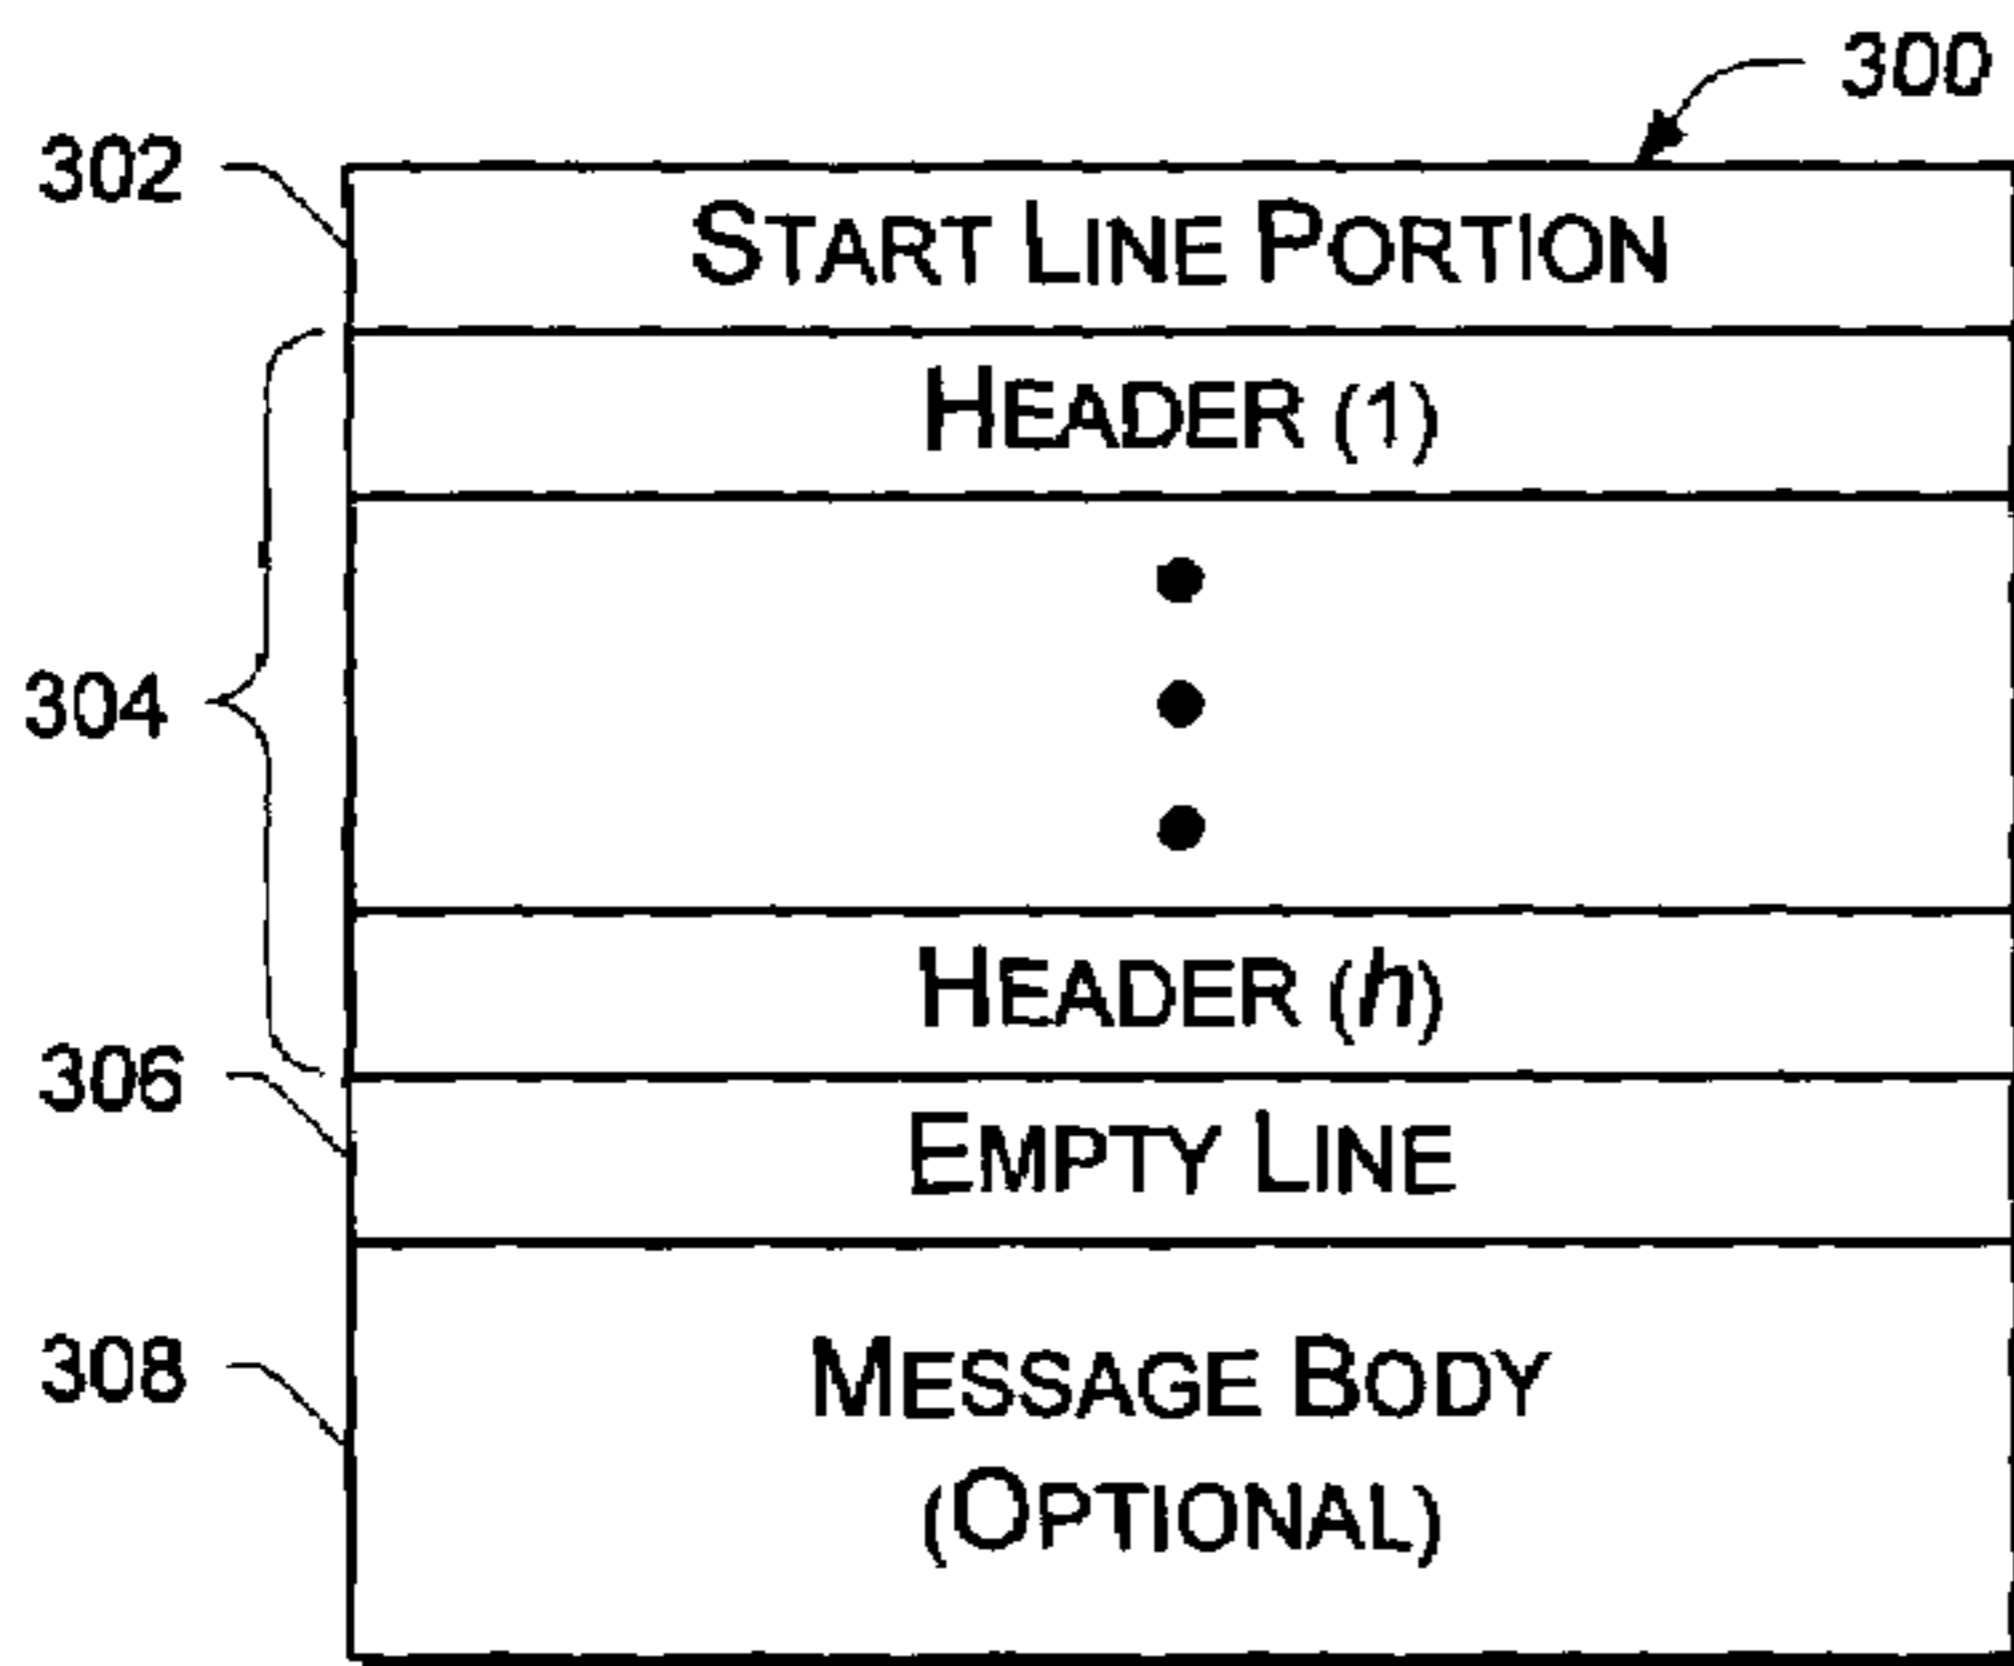 300
302
START LINE PORTION
HEADER (1)
304
HEADER (h)
306
EMPTY LINE
308
MESSAGE BODY
(OPTIONAL)